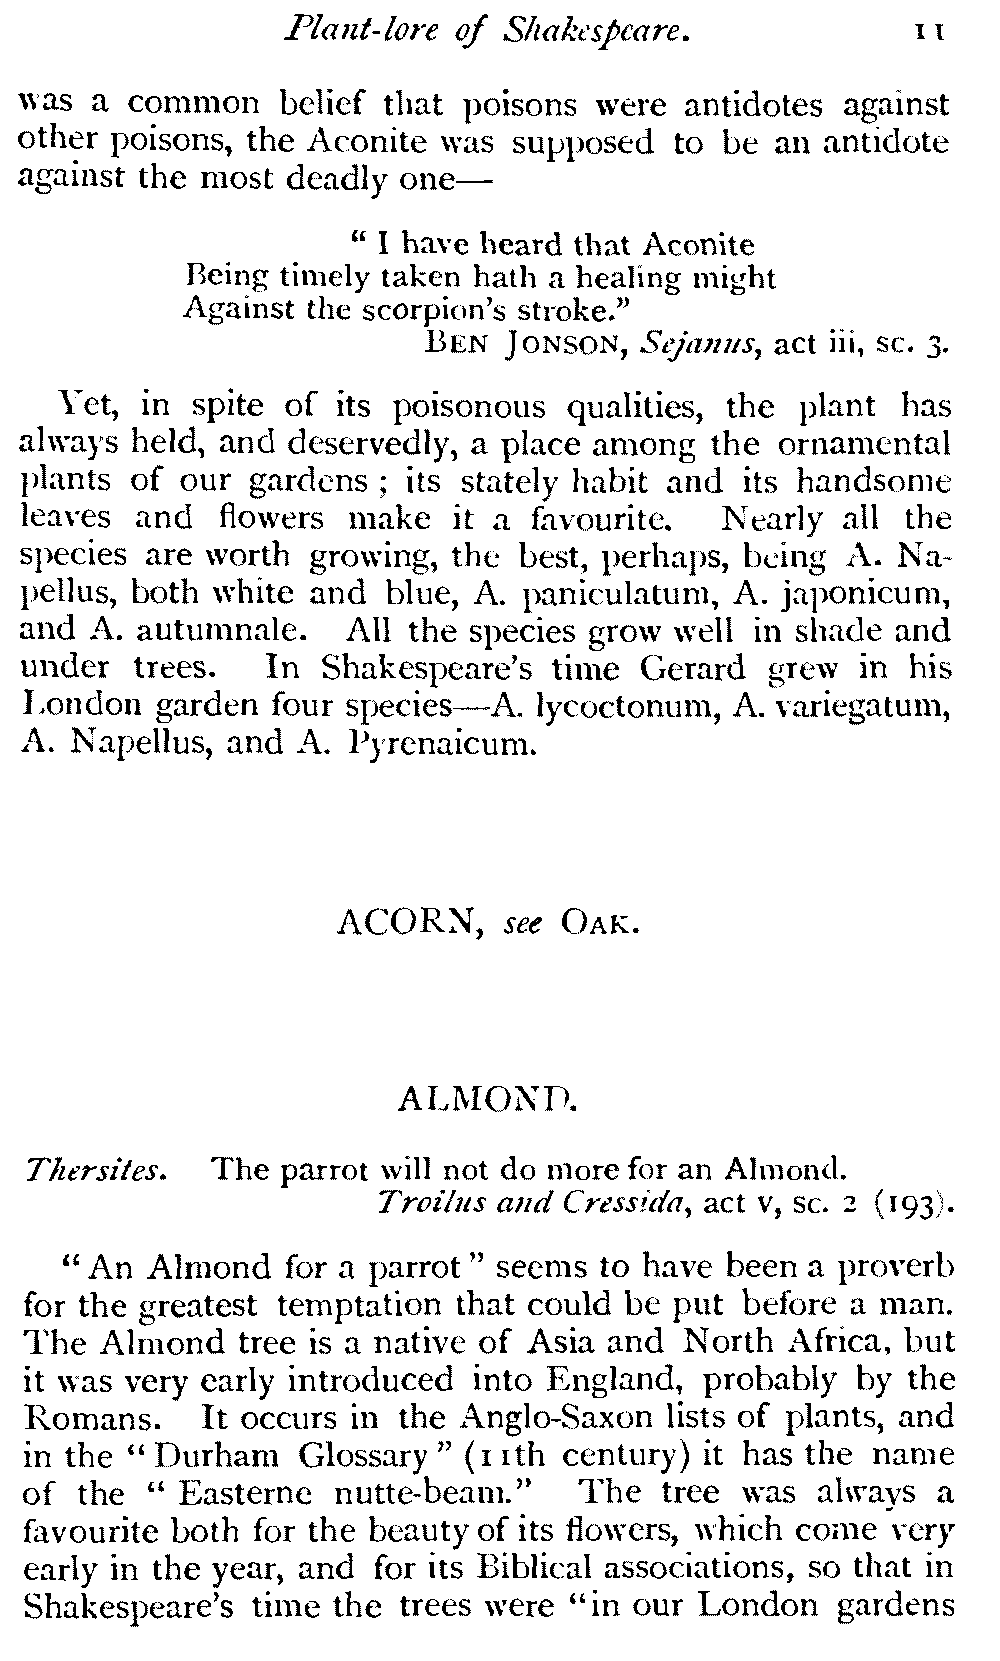 Plant-lore of Shakespeare. 11
was a common belief that poisons were antidotes against
other poisons, the Aconite was supposed to be an antidote
against the most deadly one—
“ I have heard that Aconite
Being timely taken hath a healing might
Against the scorpion's stroke.”
BEN JONSON, Sejanus, act iii, sc. 3.
Yet, in spite of its poisonous qualities, the plant has
always held, and deservedly, a place among the ornamental
plants of our gardens ; its stately habit and its handsome
leaves and flowers make it a favourite. Nearly all the
species are worth growing, the best, perhaps, being A. Na-
pellus, both white and blue, A. paniculatum, A. japonicum,
and A. autumnale. All the species grow well in shade and
under trees. In Shakespeare's time Gerard grew in his
London garden four species—A. lycoctonum, A. variegatum,
A. Napellus, and A. Pyrenaicum.
ACORN, see OAK.
ALMOND.
Thersites. The parrot will not do more for an Almond.
Troilus and Cressida, act v, sc. 2 (193).
“ An Almond for a parrot ” seems to have been a proverb
for the greatest temptation that could be put before a man.
The Almond tree is a native of Asia and North Africa, but
it was very early introduced into England, probably by the
Romans. It occurs in the Anglo-Saxon lists of plants, and
in the “ Durham Glossary ” (11th century) it has the name
of the “ Easterne nutte-beam.” The tree was always a
favourite both for the beauty of its flowers, which come very
early in the year, and for its Biblical associations, so that in
Shakespeare's time the trees were “in our London gardens